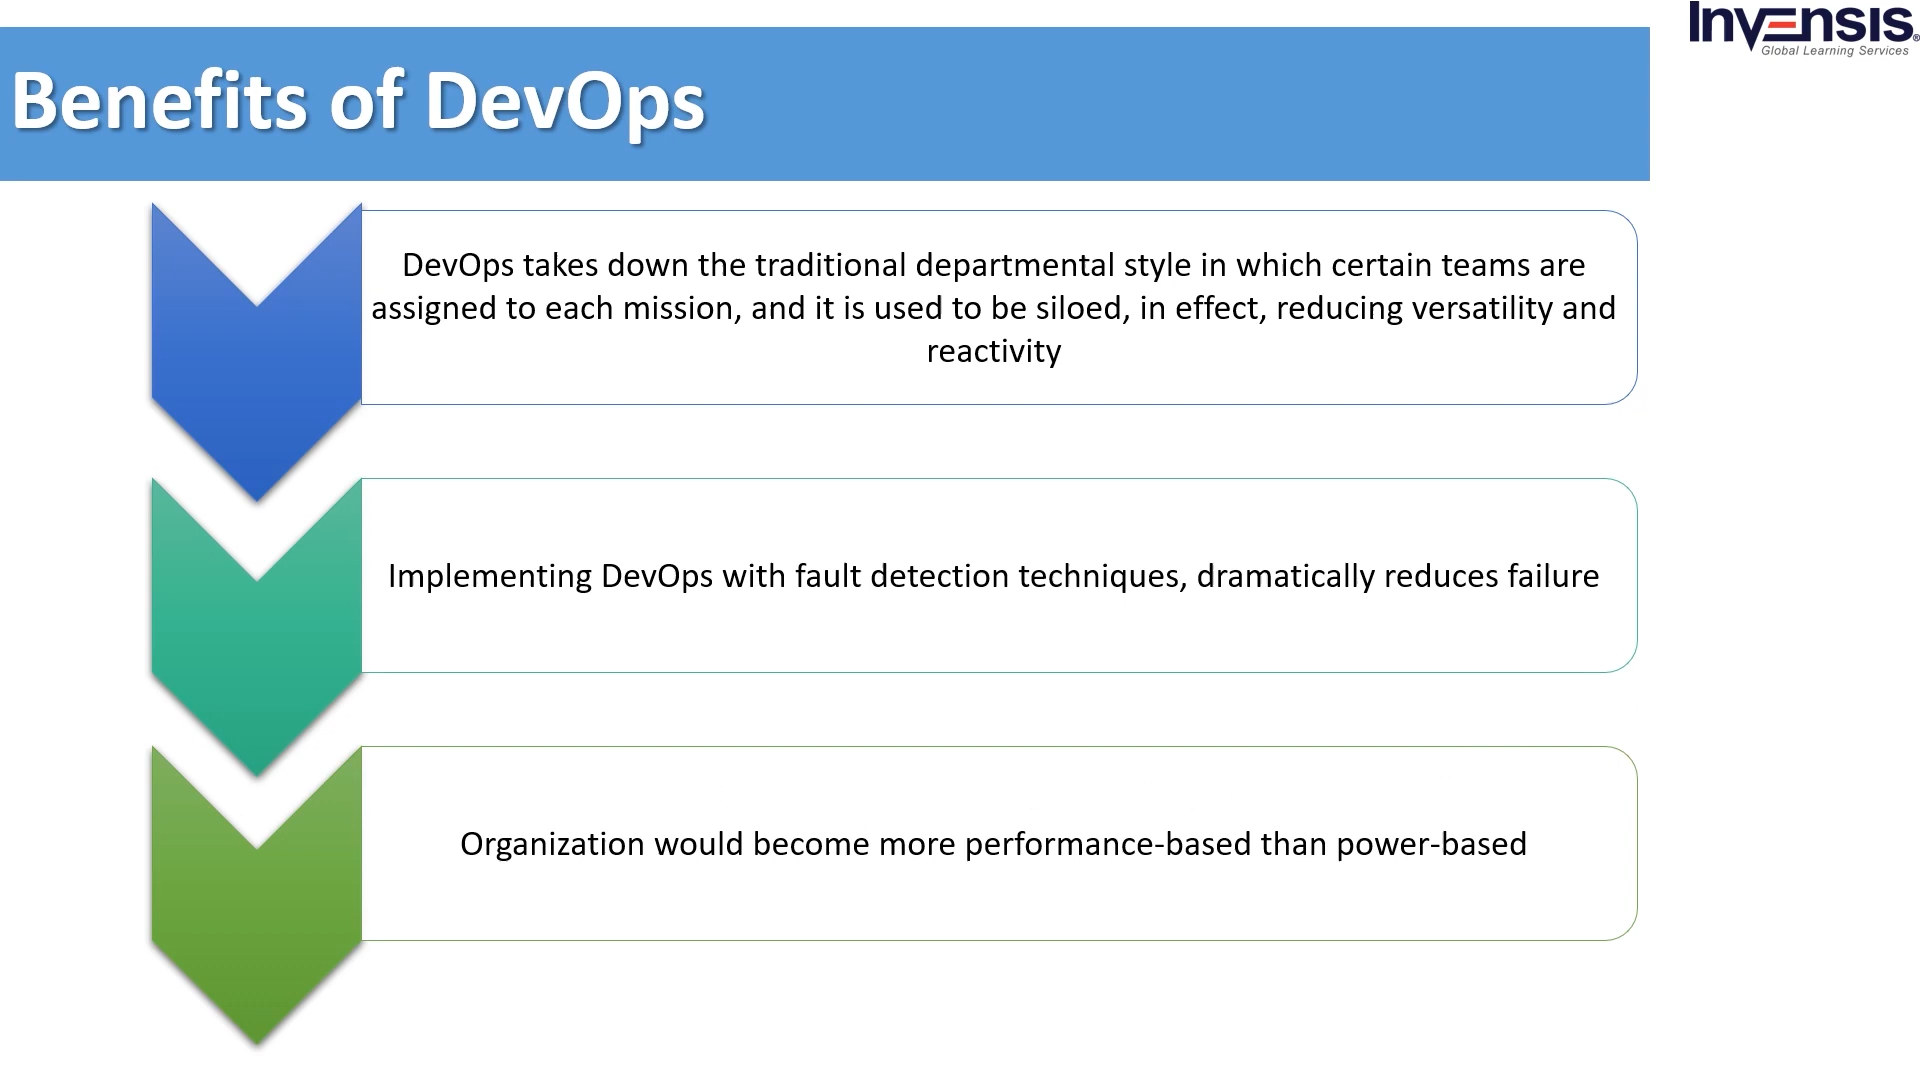 Invensis®
Global Learning Services
Benefits of DevOps
DevOps takes down the traditional departmental style in which certain teams are
assigned to each mission, and it is used to be siloed, in effect, reducing versatility and
reactivity
Implementing DevOps with fault detection techniques, dramatically reduces failure
Organization would become more performance-based than power-based